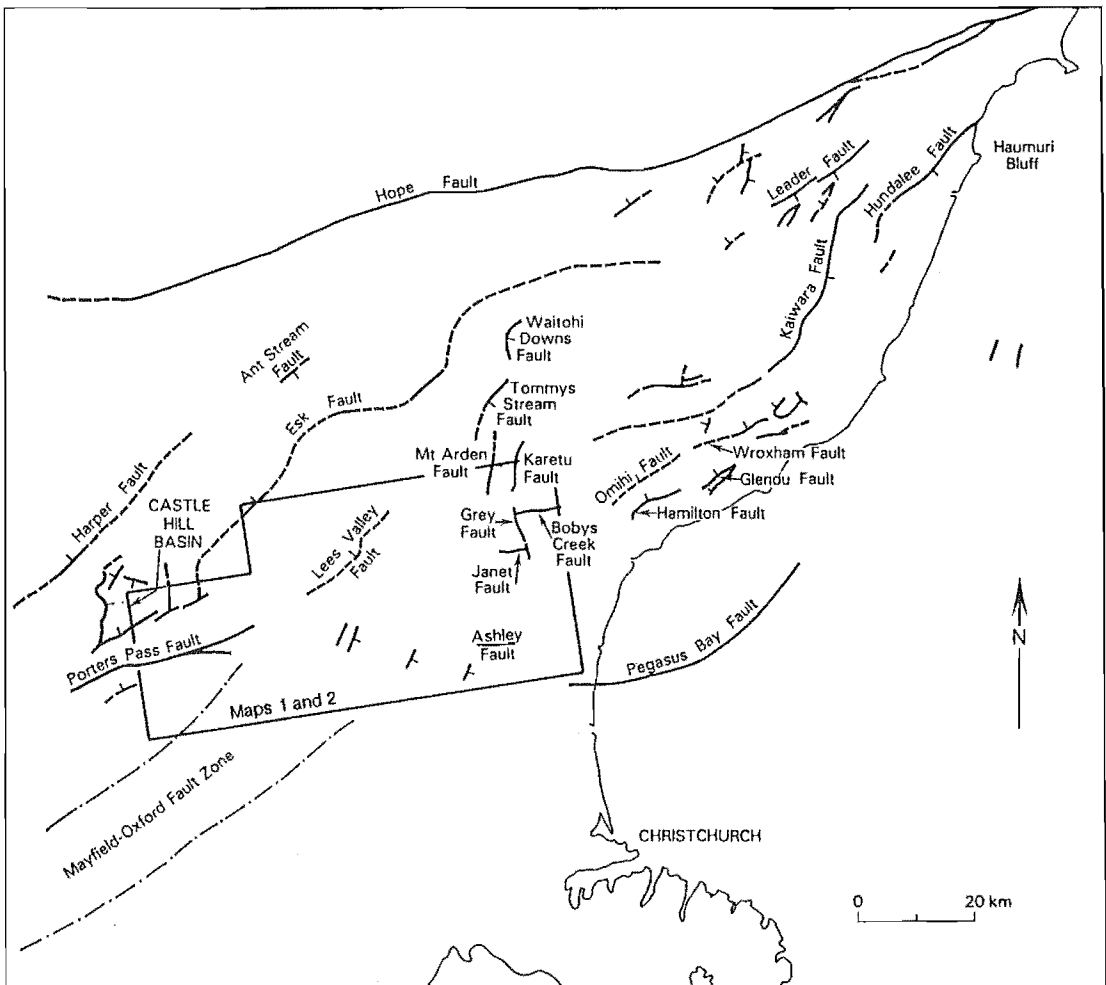 Haumuri
Bluff
Leader Fault
Hundalee Fault
Hope Fault
Kaiwara Fault
Waitohi
Downs
Fault
Ant Stream
Fault
Tommys
Stream
Fault
Esk Fault
Mt Arden
Fault
Karetu
Fault
Wroxham Fault
Omihi Fault
Glenou Fault
Hamilton Fault
Harper Fault
CASTLE
HILL
BASIN
Grey
Fault
Bobys
Creek
Fault
Lees Valley
Fault
Janet
Fault
Ashley
Fault
Porters Pass Fault
Pegasus Bay Fault
N
Maps 1 and 2
Mayfield-Oxford Fault Zone
CHRISTCHURCH
0 20 km